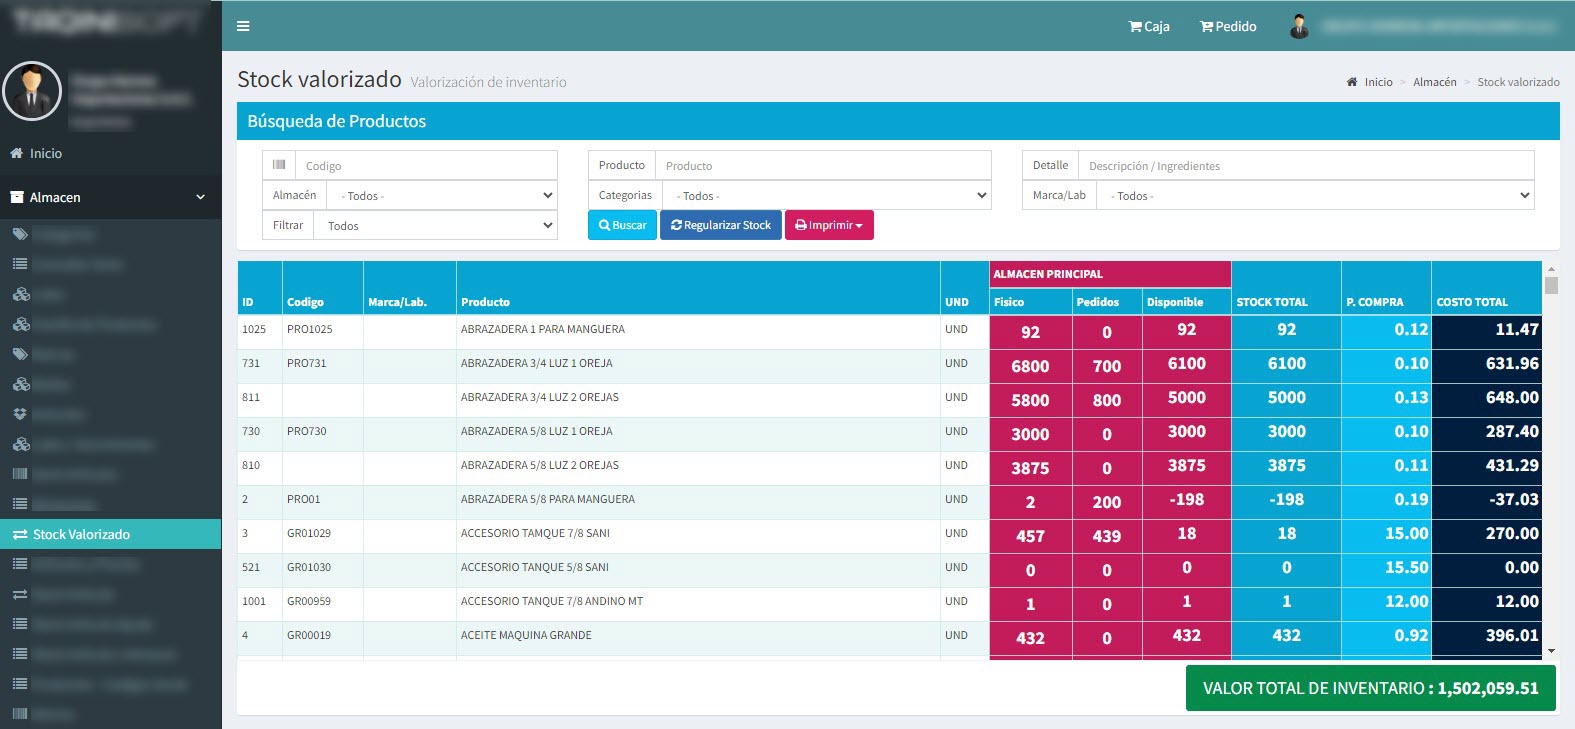 Caja Pedido
Stock valorizado Valorización de inventario
Inicio > Almacén > Stock valorizado
Inicio
Almacen
Stock Valorizado
Búsqueda de Productos
Codigo Producto Producto Detalle Descripción / Ingredientes
Almacén - Todos - Categorias - Todos - Marca/Lab - Todos -
Filtrar Todos Buscar Regularizar Stock Imprimir
ALMACEN PRINCIPAL
ID Codigo Marca/Lab. Producto UND Fisico Pedidos Disponible STOCK TOTAL P. COMPRA COSTO TOTAL
1025 PRO1025 ABRAZADERA 1 PARA MANGUERA UND 92 0 92 92 0.12 11.47
731 PRO731 ABRAZADERA 3/4 LUZ 1 OREJA UND 6800 700 6100 6100 0.10 631.96
811 ABRAZADERA 3/4 LUZ 2 OREJAS UND 5800 800 5000 5000 0.13 648.00
730 PRO730 ABRAZADERA 5/8 LUZ 1 OREJA UND 3000 0 3000 3000 0.10 287.40
810 ABRAZADERA 5/8 LUZ 2 OREJAS UND 3875 0 3875 3875 0.11 431.29
2 PRO01 ABRAZADERA 5/8 PARA MANGUERA UND 2 200 -198 -198 0.19 -37.03
3 GR01029 ACCESORIO TAMQUE 7/8 SANI UND 457 439 18 18 15.00 270.00
521 GR01030 ACCESORIO TANQUE 5/8 SANI UND 0 0 0 0 15.50 0.00
1001 GR00959 ACCESORIO TANQUE 7/8 ANDINO MT UND 1 0 1 1 12.00 12.00
4 GR00019 ACEITE MAQUINA GRANDE UND 432 0 432 432 0.92 396.01
VALOR TOTAL DE INVENTARIO : 1,502,059.51